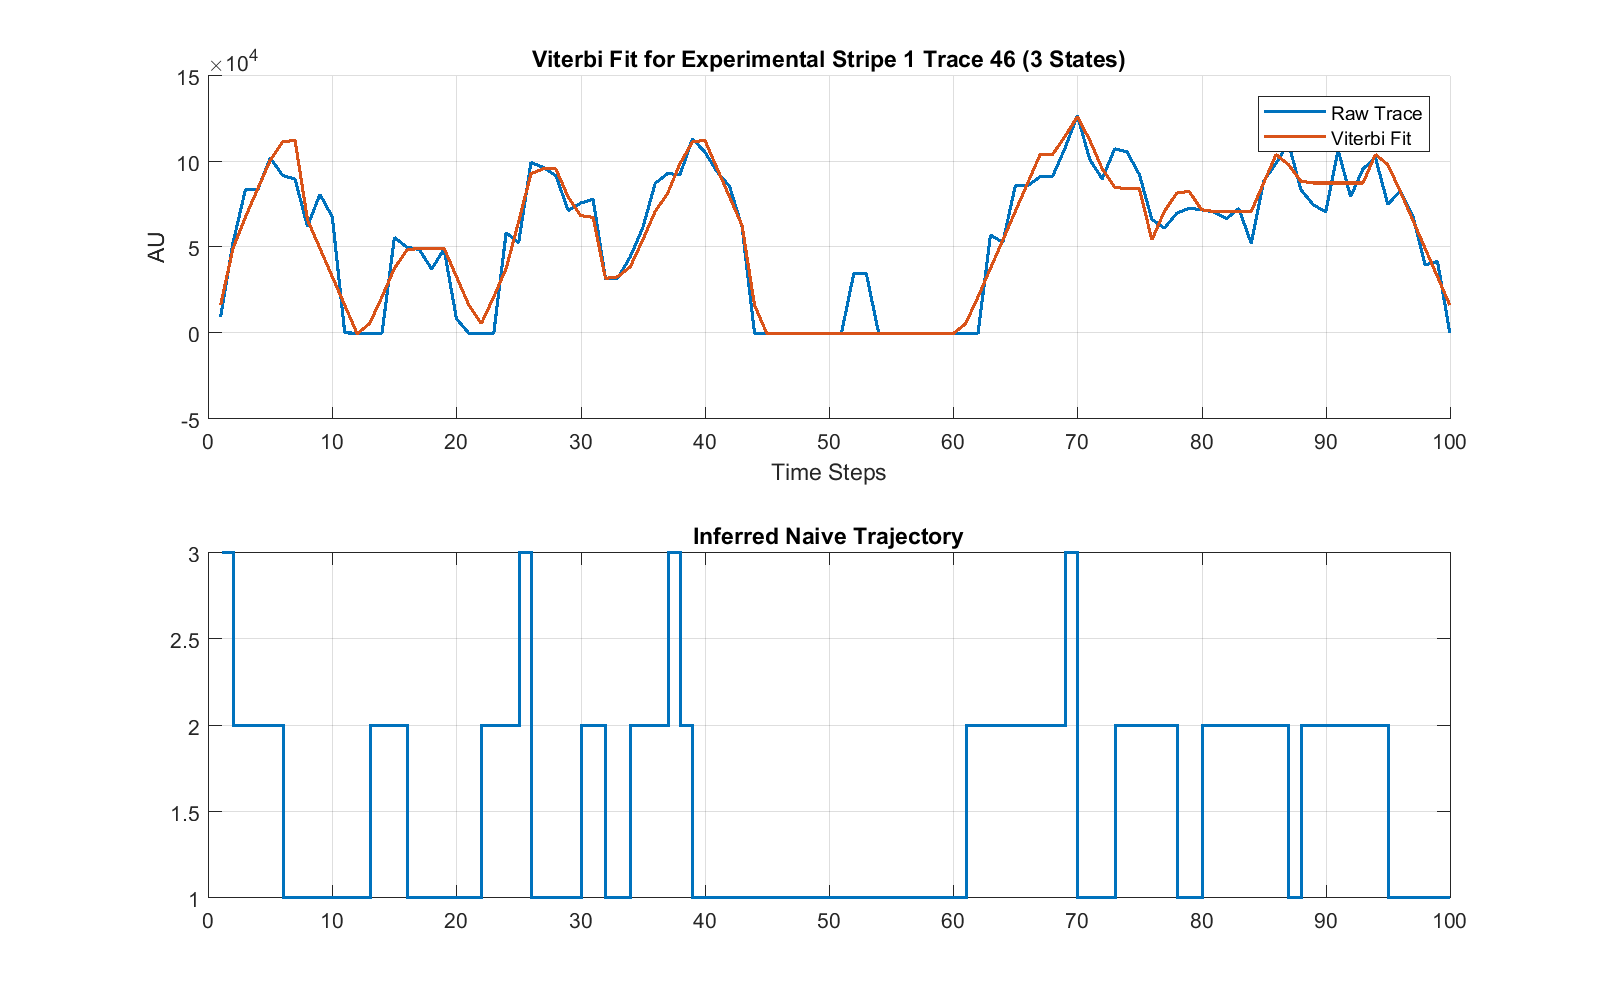 Viterbi Fit for Experimental Stripe 1 Trace 46 (3 States)
×10^4
15
10
5
0
-5
AU
Raw Trace
Viterbi Fit
0 10 20 30 40 50 60 70 80 90 100
Time Steps
Inferred Naive Trajectory
3
2.5
2
1.5
1
0 10 20 30 40 50 60 70 80 90 100